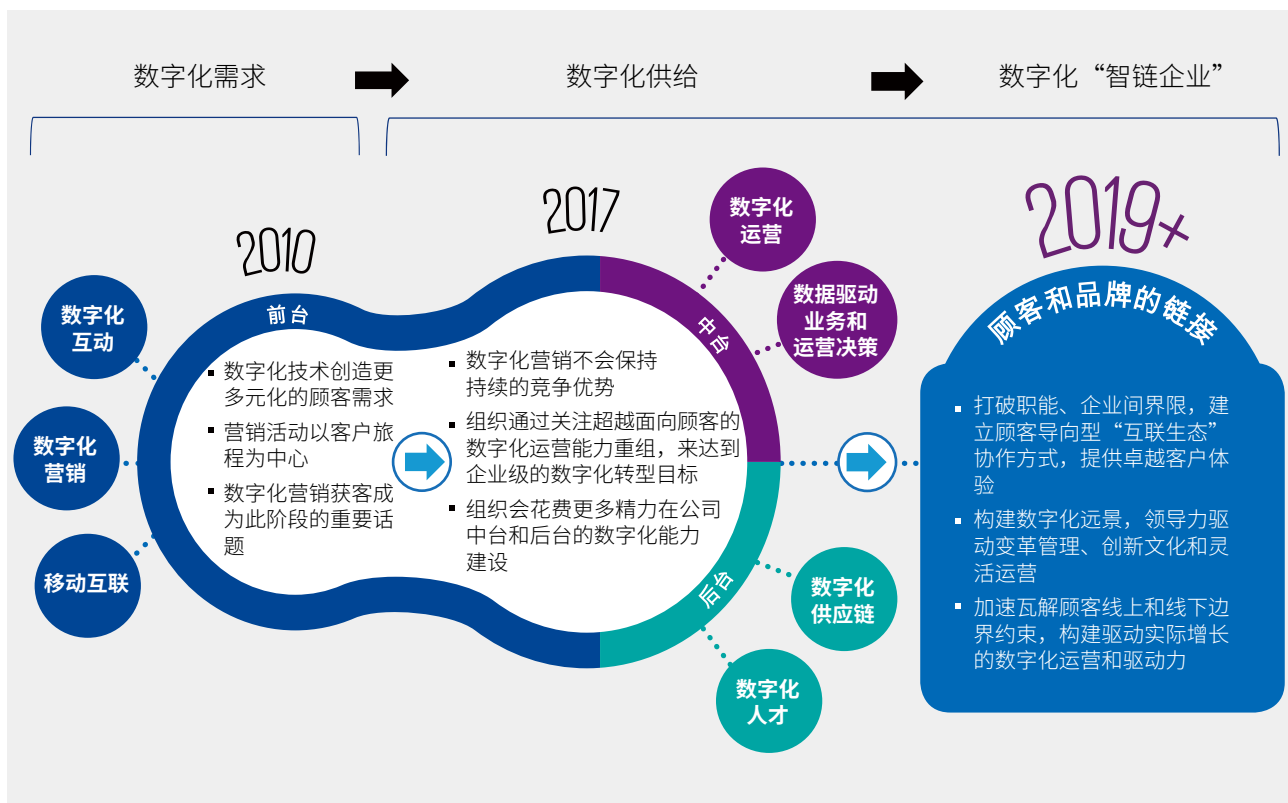 数字化需求
数字化供给
数字化“智链企业”
2010
2017
2019+
数字化
互动
数字化
营销
移动互联
前台
数字化技术创造更
多元化的顾客需求
营销活动以客户旅
程为中心
数字化营销获客成
为此阶段的重要话
题
数字化营销不会保持
持续的竞争优势
组织通过关注超越面向顾客的
数字化运营能力重组，来达到
企业级的数字化转型目标
组织会花费更多精力在公司
中台和后台的数字化能力
建设
中台
后台
数字化
运营
数据驱动
业务和
运营决策
数字化
供应链
数字化
人才
顾客和品牌的链接
打破职能、企业间界限，建
立顾客导向型“互联生态”
协作方式，提供卓越客户体
验
构建数字化远景，领导力驱
动变革管理、创新文化和灵
活运营
加速瓦解顾客线上和线下边
界约束，构建驱动实际增长
的数字化运营和驱动力